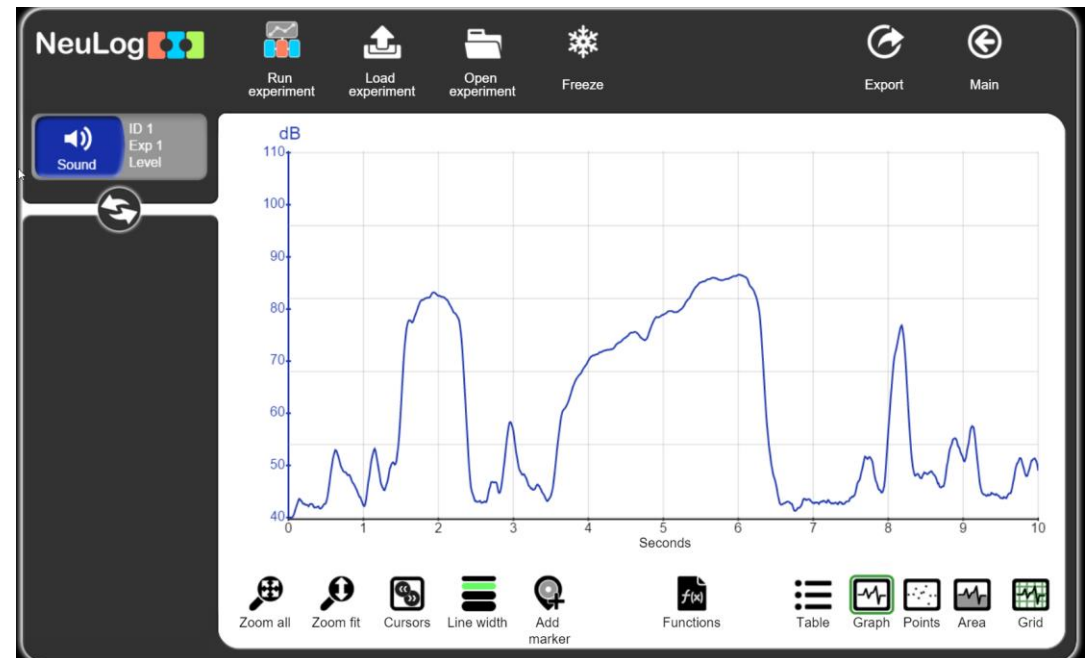 NeuLog
Run
experiment
Load
experiment
Open
experiment
Freeze
Export
Main
Sound
ID 1
Exp 1
Level
dB
110
100
90
80
70
60
50
40
0 1 2 3 4 5 6 7 8 9 10
Seconds
Zoom all
Zoom fit
Cursors
Line width
Add
marker
f(x)
Functions
Table
Graph
Points
Area
Grid